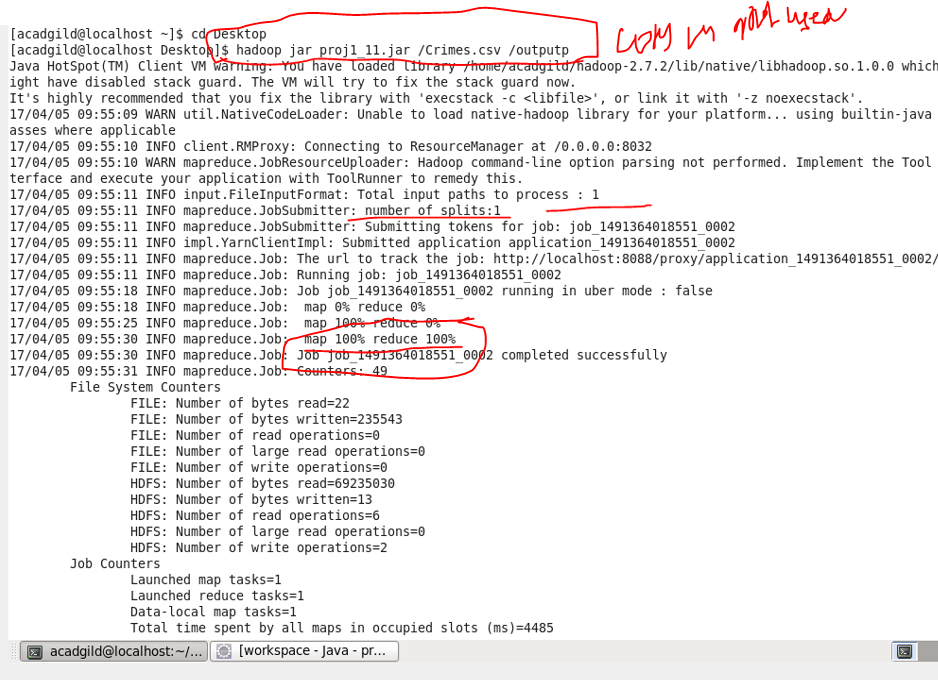 [acadgild@localhost ~]$ cd Desktop
[acadgild@localhost Desktop]$ hadoop jar proj1_11.jar /Crimes.csv /outputp
Java HotSpot(TM) Client VM warning: You have loaded library /home/acadgild/hadoop-2.7.2/lib/native/libhadoop.so.1.0.0 which
ight have disabled stack guard. The VM will try to fix the stack guard now.
It's highly recommended that you fix the library with 'execstack -c <libfile>', or link it with '-z noexecstack'.
17/04/05 09:55:09 WARN util.NativeCodeLoader: Unable to load native-hadoop library for your platform... using builtin-java
asses where applicable
17/04/05 09:55:10 INFO client.RMProxy: Connecting to ResourceManager at /0.0.0.0:8032
17/04/05 09:55:10 WARN mapreduce.JobResourceUploader: Hadoop command-line option parsing not performed. Implement the Tool
terface and execute your application with ToolRunner to remedy this.
17/04/05 09:55:11 INFO input.FileInputFormat: Total input paths to process : 1
17/04/05 09:55:11 INFO mapreduce.JobSubmitter: number of splits:1
17/04/05 09:55:11 INFO mapreduce.JobSubmitter: Submitting tokens for job: job_1491364018551_0002
17/04/05 09:55:11 INFO impl.YarnClientImpl: Submitted application application_1491364018551_0002
17/04/05 09:55:11 INFO mapreduce.Job: The url to track the job: http://localhost:8088/proxy/application_1491364018551_0002/
17/04/05 09:55:11 INFO mapreduce.Job: Running job: job_1491364018551_0002
17/04/05 09:55:18 INFO mapreduce.Job: Job job_1491364018551_0002 running in uber mode : false
17/04/05 09:55:18 INFO mapreduce.Job:  map 0% reduce 0%
17/04/05 09:55:25 INFO mapreduce.Job:  map 100% reduce 0%
17/04/05 09:55:30 INFO mapreduce.Job:  map 100% reduce 100%
17/04/05 09:55:30 INFO mapreduce.Job: Job job_1491364018551_0002 completed successfully
17/04/05 09:55:31 INFO mapreduce.Job: Counters: 49
File System Counters
FILE: Number of bytes read=22
FILE: Number of bytes written=235543
FILE: Number of read operations=0
FILE: Number of large read operations=0
FILE: Number of write operations=0
HDFS: Number of bytes read=69235030
HDFS: Number of bytes written=13
HDFS: Number of read operations=6
HDFS: Number of large read operations=0
HDFS: Number of write operations=2
Job Counters
Launched map tasks=1
Launched reduce tasks=1
Data-local map tasks=1
Total time spent by all maps in occupied slots (ms)=4485
acadgild@localhost:~/...
[workspace - Java - pr...